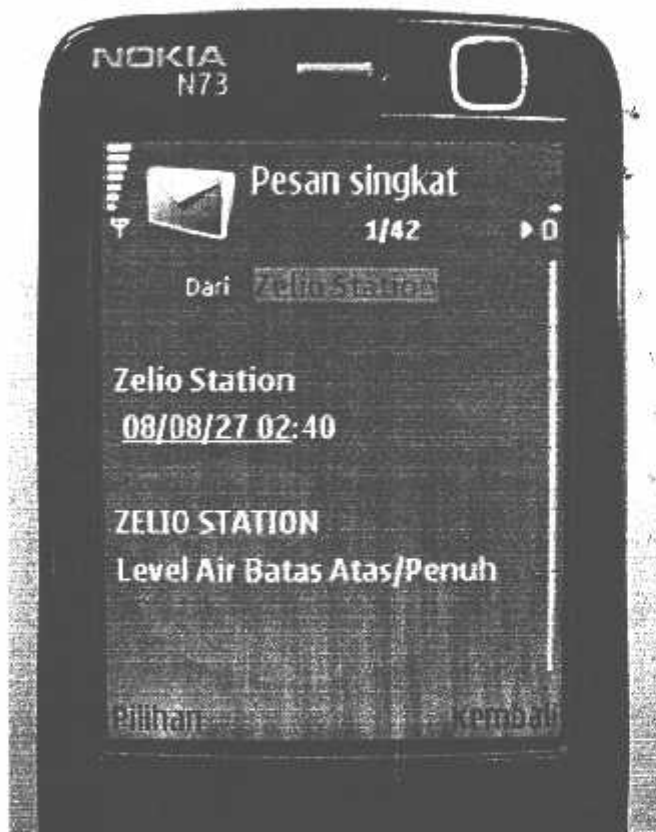 NOKIA
N73
Pesan singkat
1/42
Dari Zelio Station
Zelio Station
08/08/27 02:40
ZELIO STATION
Level Air Batas Atas/Penuh
Pilihan Kembali